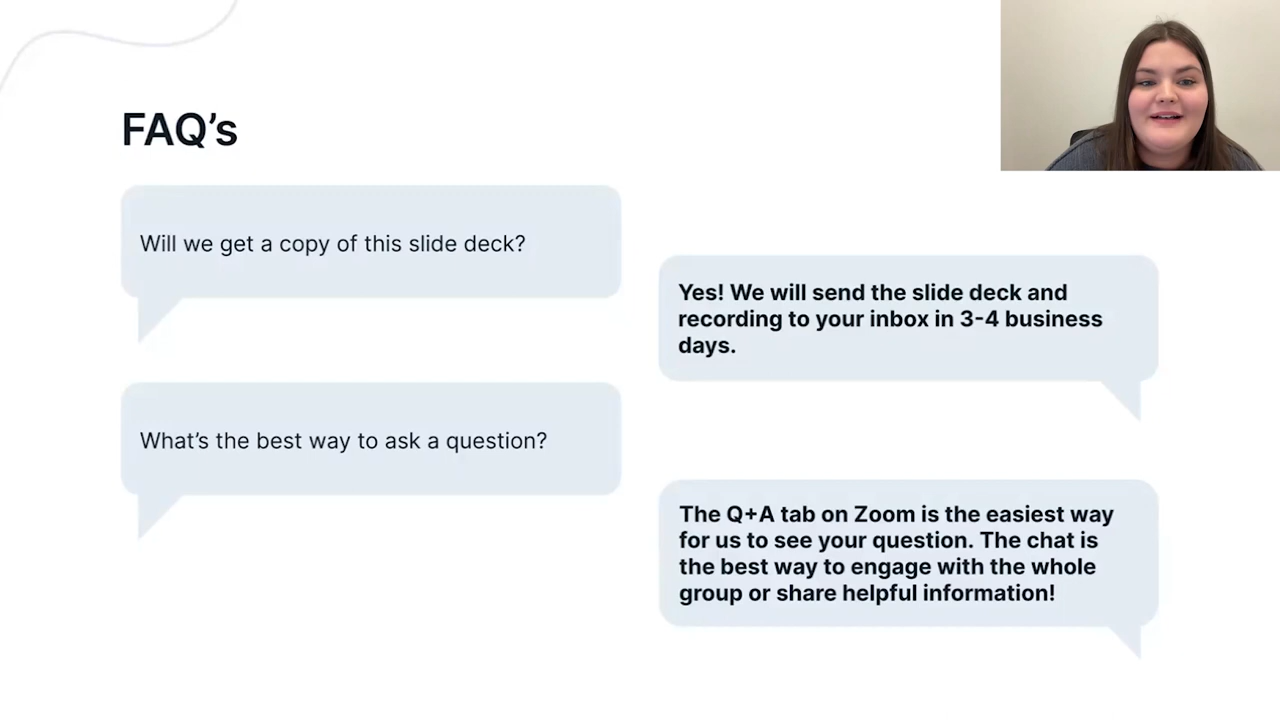 FAQ’s
Will we get a copy of this slide deck?
Yes! We will send the slide deck and
recording to your inbox in 3-4 business
days.
What’s the best way to ask a question?
The Q+A tab on Zoom is the easiest way
for us to see your question. The chat is
the best way to engage with the whole
group or share helpful information!